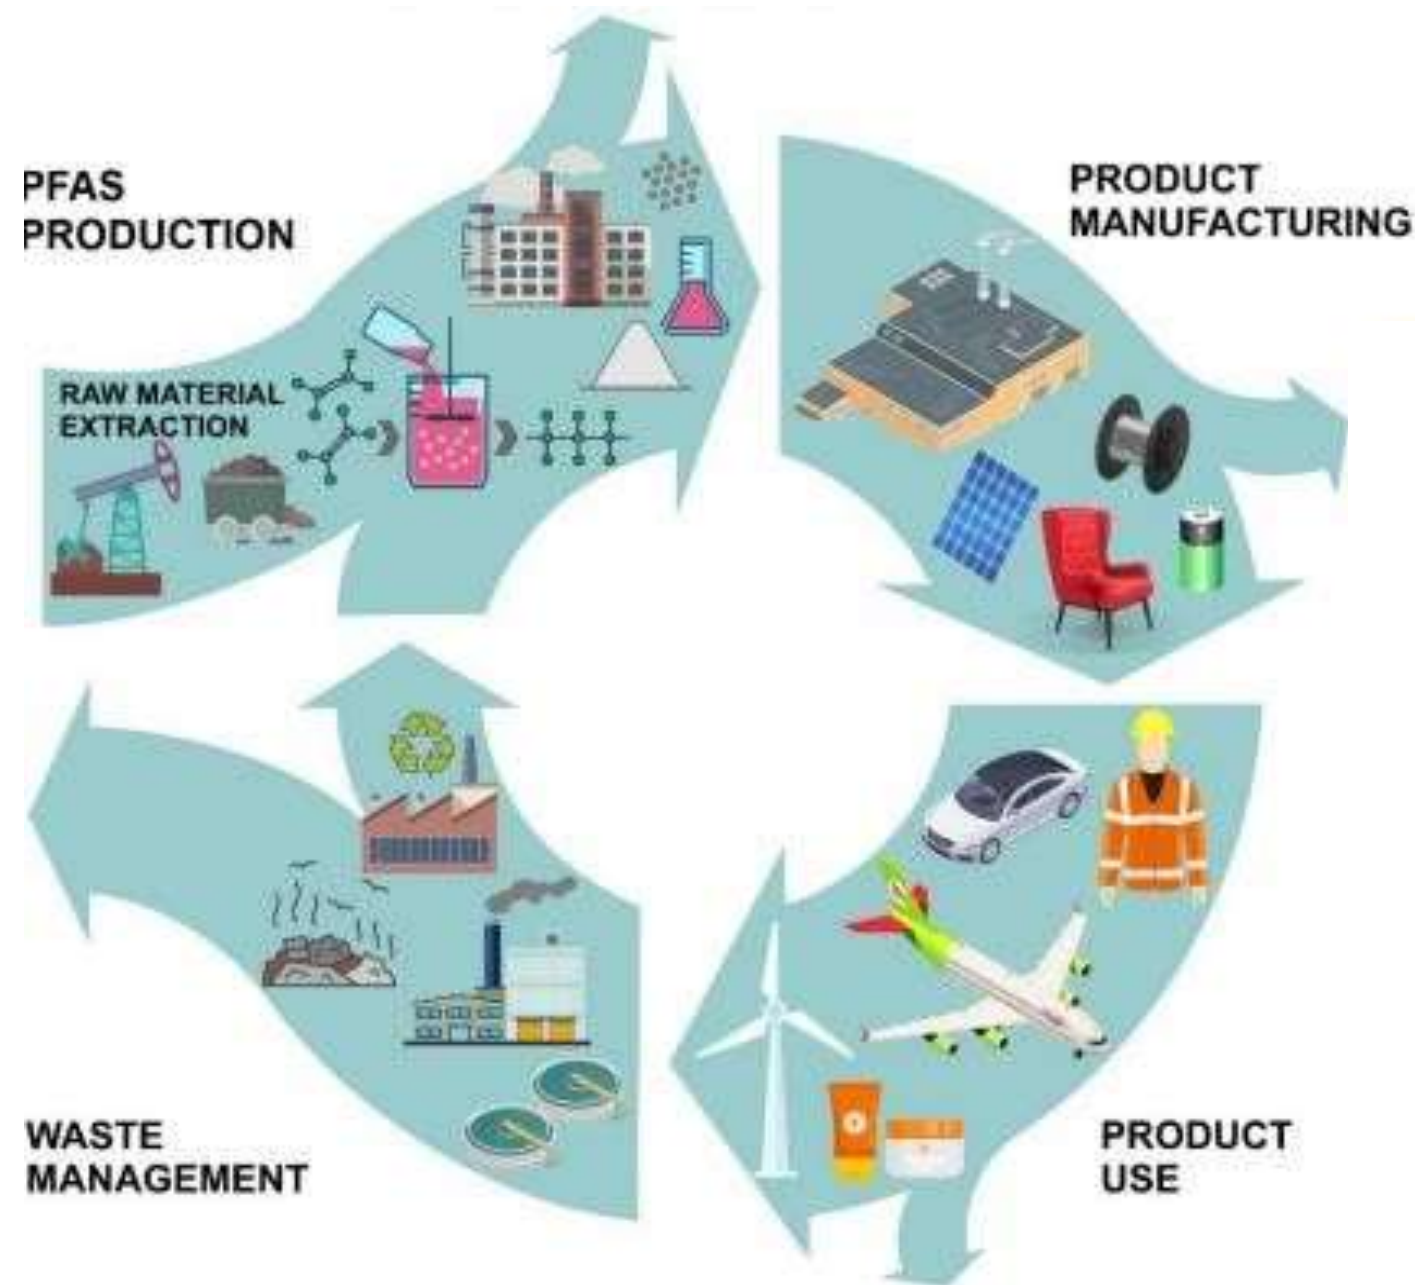 PFAS
PRODUCTION
RAW MATERIAL
EXTRACTION
PRODUCT
MANUFACTURING
WASTE
MANAGEMENT
PRODUCT
USE